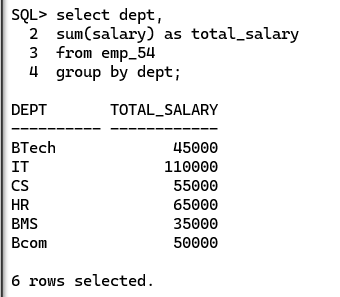 SQL> select dept,
  2  sum(salary) as total_salary
  3  from emp_54
  4  group by dept;
DEPT       TOTAL_SALARY
---------- ------------
BTech             45000
IT               110000
CS                55000
HR                65000
BMS               35000
Bcom              50000
6 rows selected.